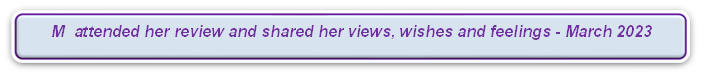 M attended her review and shared her views, wishes and feelings - March 2023